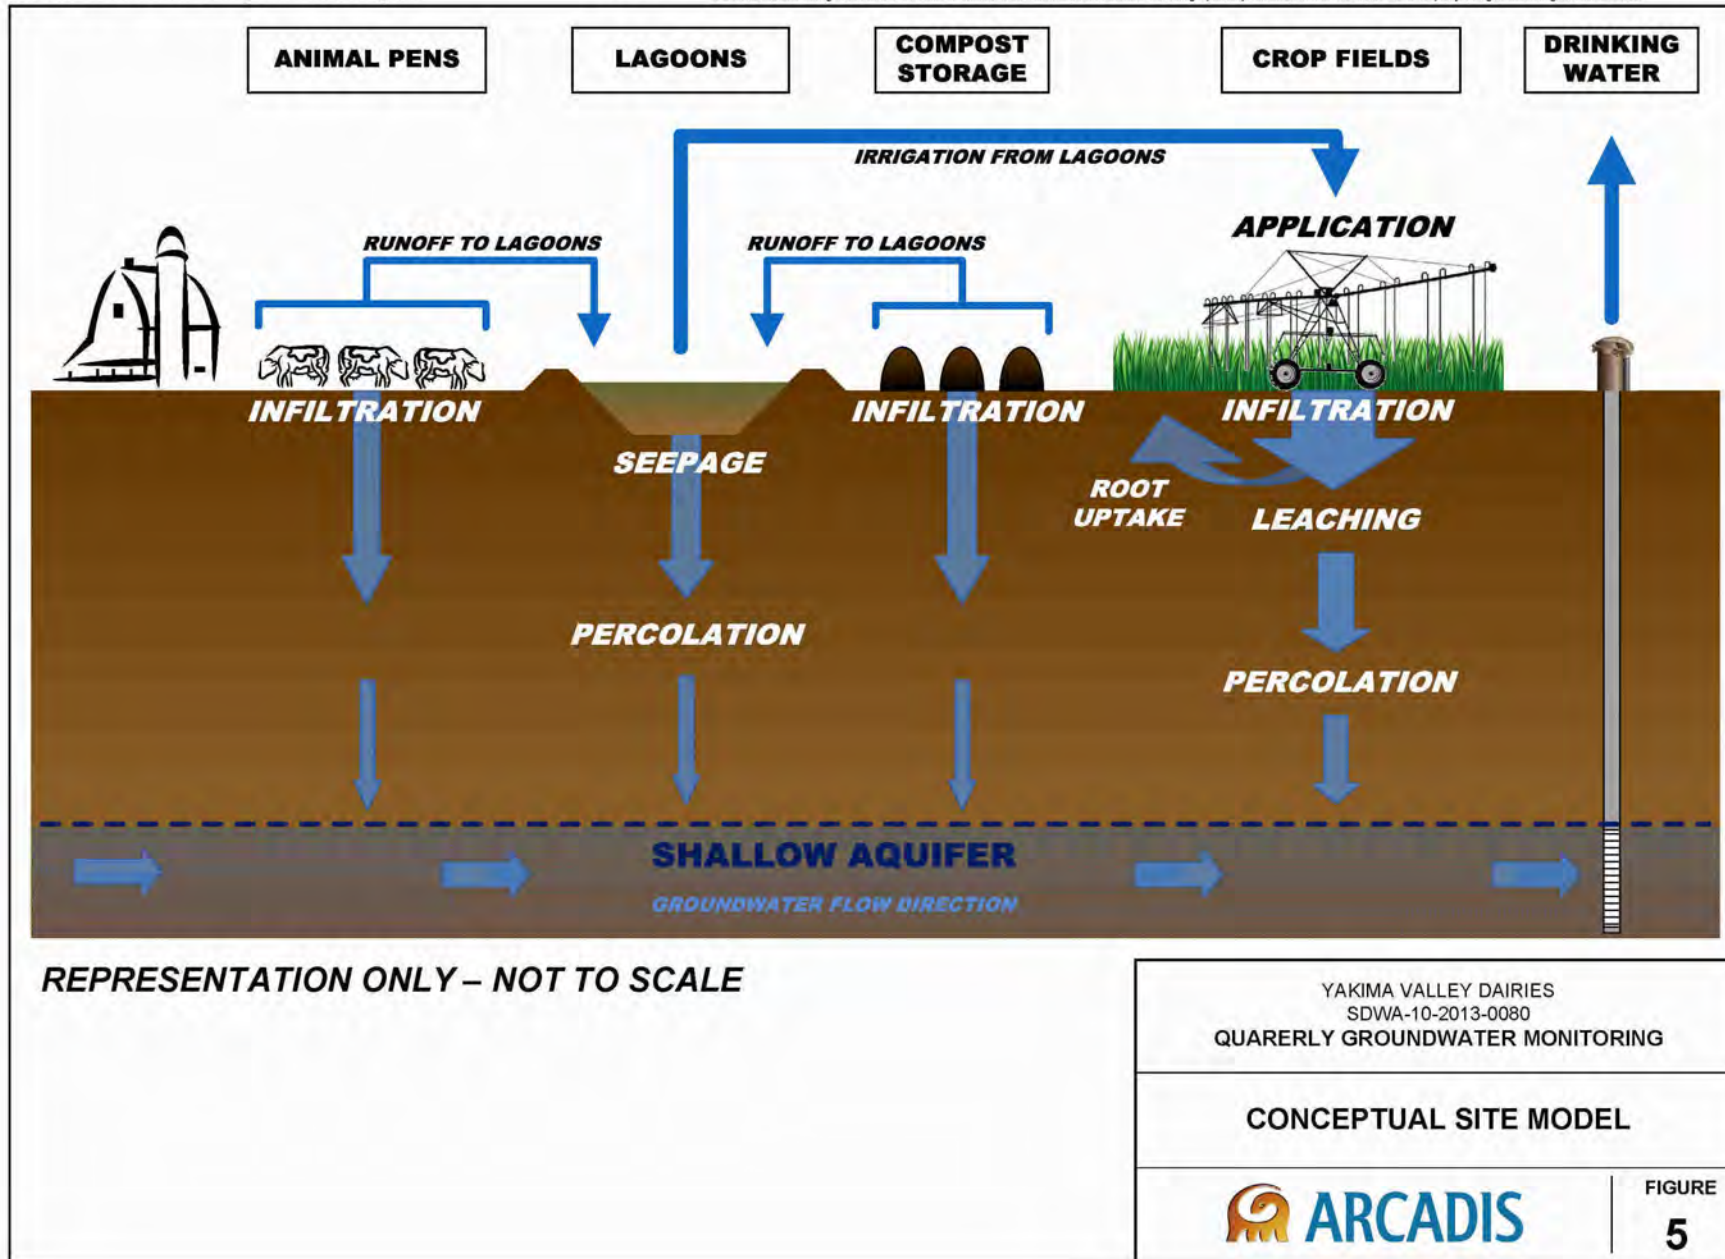 ANIMAL PENS
LAGOONS
COMPOST
STORAGE
CROP FIELDS
DRINKING
WATER
IRRIGATION FROM LAGOONS
APPLICATION
RUNOFF TO LAGOONS
RUNOFF TO LAGOONS
INFILTRATION
INFILTRATION
INFILTRATION
SEEPAGE
ROOT
UPTAKE
LEACHING
PERCOLATION
PERCOLATION
SHALLOW AQUIFER
GROUNDWATER FLOW DIRECTION
REPRESENTATION ONLY – NOT TO SCALE
YAKIMA VALLEY DAIRIES
SDWA-10-2013-0080
QUARERLY GROUNDWATER MONITORING
CONCEPTUAL SITE MODEL
ARCADIS
FIGURE
5